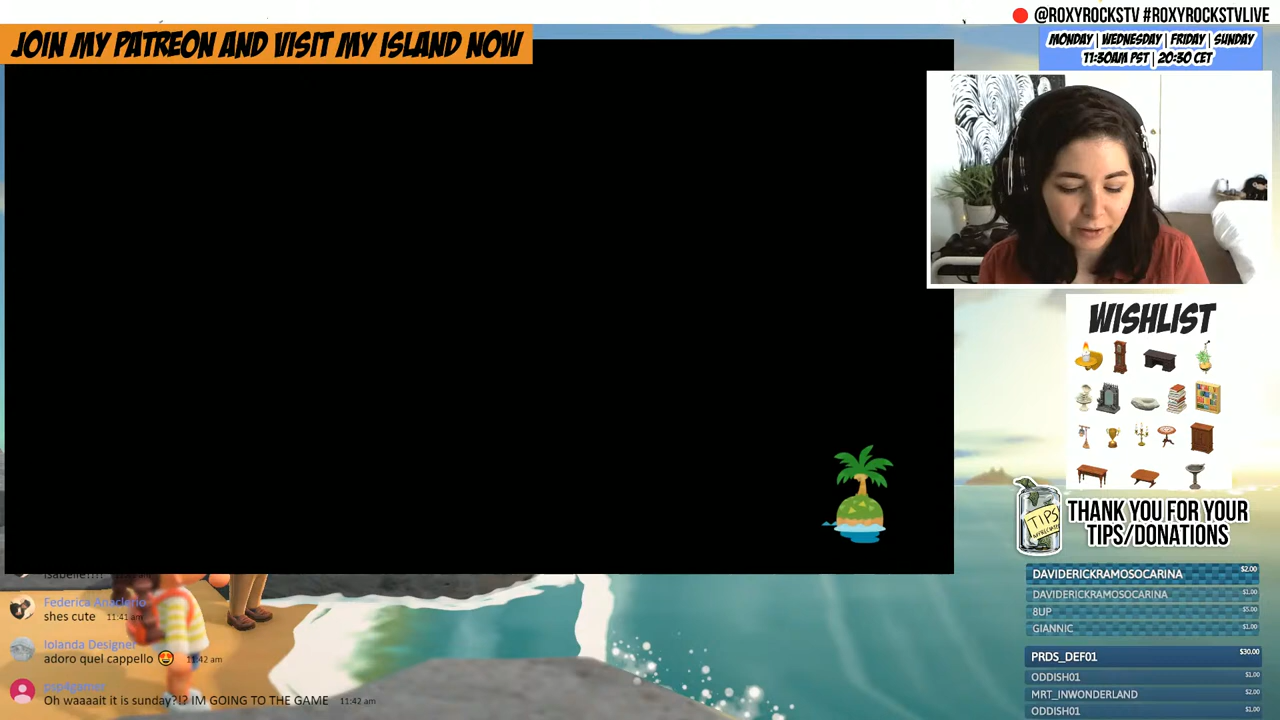 JOIN MY PATREON AND VISIT MY ISLAND NOW
@ROXYROCKSTV #ROXYROCKSTVLIVE
MONDAY | WEDNESDAY | FRIDAY | SUNDAY
11:30AM PST | 20:30 CET
WISHLIST
TIPS
THANK YOU FOR YOUR
TIPS/DONATIONS
DAVIDERICKRAMOSOCARINA $2.00
DAVIDERICKRAMOSOCARINA $1.00
8UP $5.00
GIANNIC $1.00
PRDS_DEF01 $30.00
ODDISH01 $1.00
MRT_INWONDERLAND $2.00
ODDISH01 $1.00
Federica Anaclerio
shes cute 11:41 am
Iolanda Designer
adoro quel cappello 11:42 am
psp4gamer
Oh waaaait it is sunday?!? IM GOING TO THE GAME 11:42 am